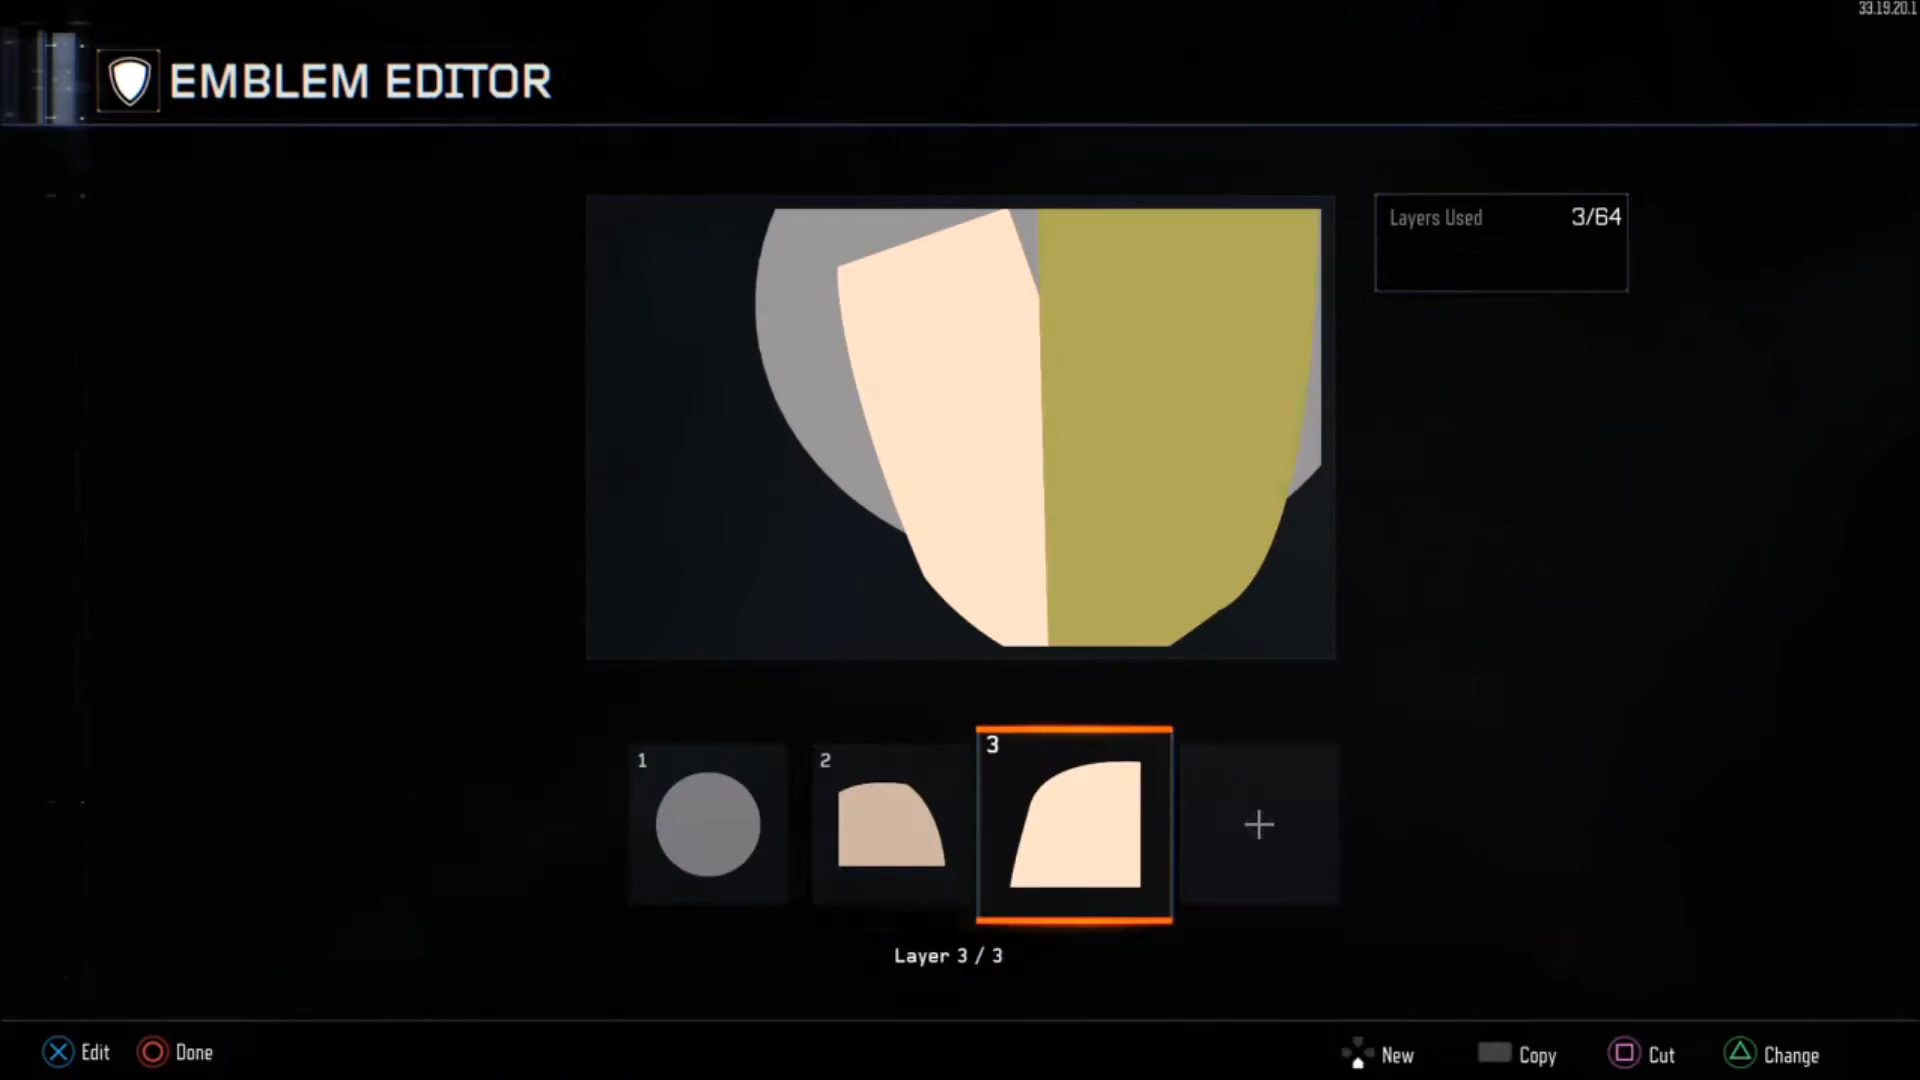 33.19.20.1
EMBLEM EDITOR
Layers Used 3/64
1
2
3
Layer 3 / 3
Edit Done New Copy Cut Change